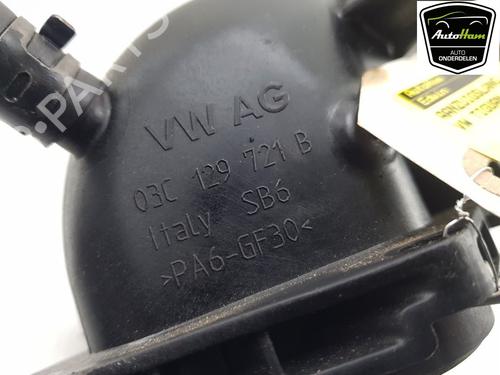 AutoHam
AUTO
ONDERDELEN
VW AG
03C 129 721 B
Italy SB6
>PA6-GF30<